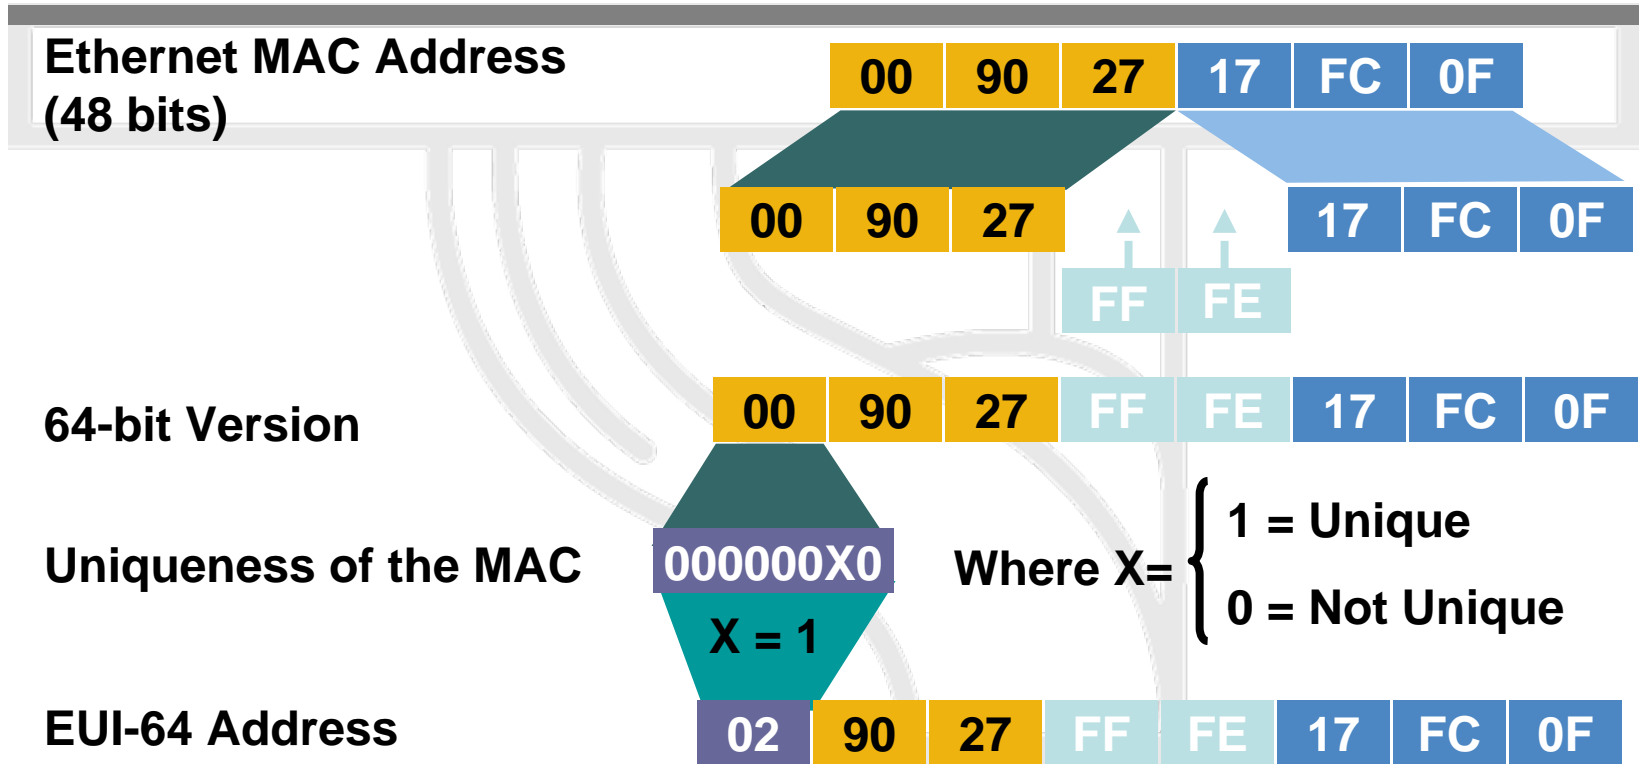 Ethernet MAC Address
(48 bits)
00 90 27 17 FC 0F
00 90 27 17 FC 0F
FF FE
64-bit Version
00 90 27 FF FE 17 FC 0F
Uniqueness of the MAC
000000X0
Where X=
1 = Unique
0 = Not Unique
X = 1
EUI-64 Address
02 90 27 FF FE 17 FC 0F